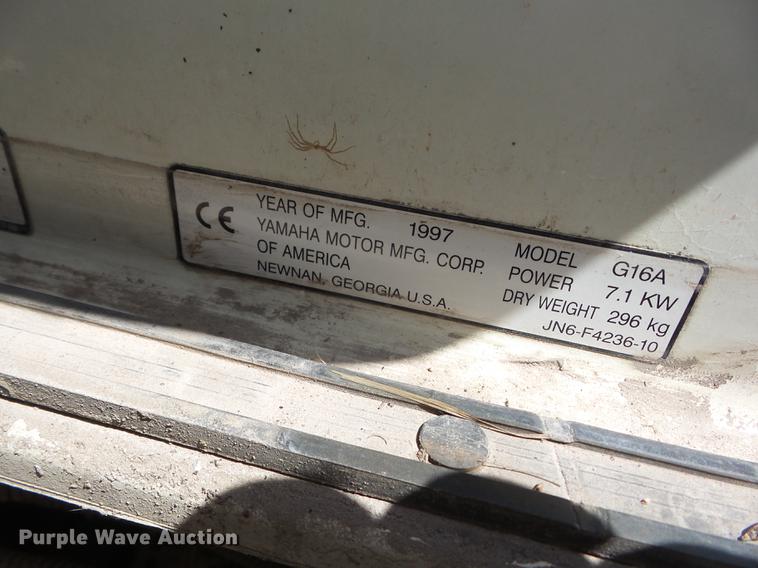 CE
YEAR OF MFG. 1997
YAMAHA MOTOR MFG. CORP.
OF AMERICA
NEWNAN, GEORGIA U.S.A.
MODEL G16A
POWER 7.1 KW
DRY WEIGHT 296 kg
JN6-F4236-10
Purple Wave Auction